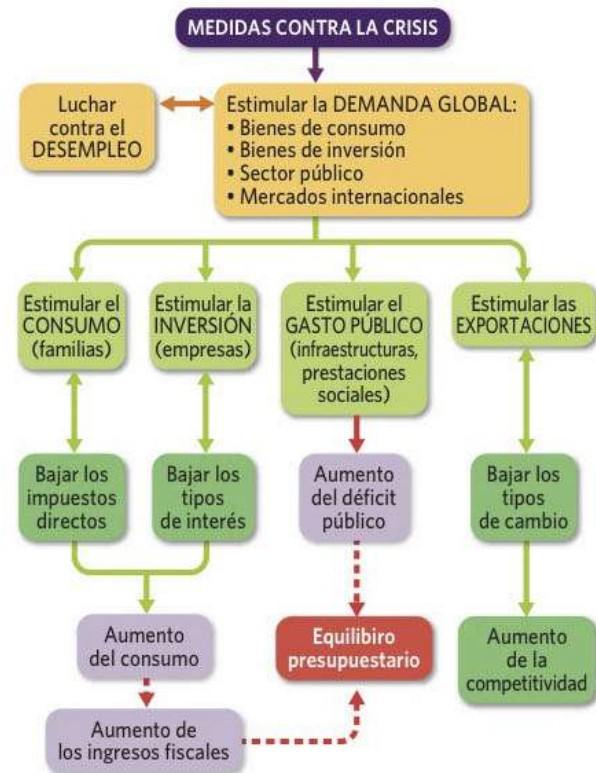 MEDIDAS CONTRA LA CRISIS
Luchar
contra el
DESEMPLEO
Estimular la DEMANDA GLOBAL:
• Bienes de consumo
• Bienes de inversión
• Sector público
• Mercados internacionales
Estimular el
CONSUMO
(familias)
Estimular la
INVERSIÓN
(empresas)
Estimular el
GASTO PÚBLICO
(infraestructuras,
prestaciones
sociales)
Estimular las
EXPORTACIONES
Bajar los
impuestos
directos
Bajar los
tipos
de interés
Aumento
del déficit
público
Bajar los
tipos
de cambio
Aumento
del consumo
Equilibiro
presupuestario
Aumento
de la
competitividad
Aumento de
los ingresos fiscales